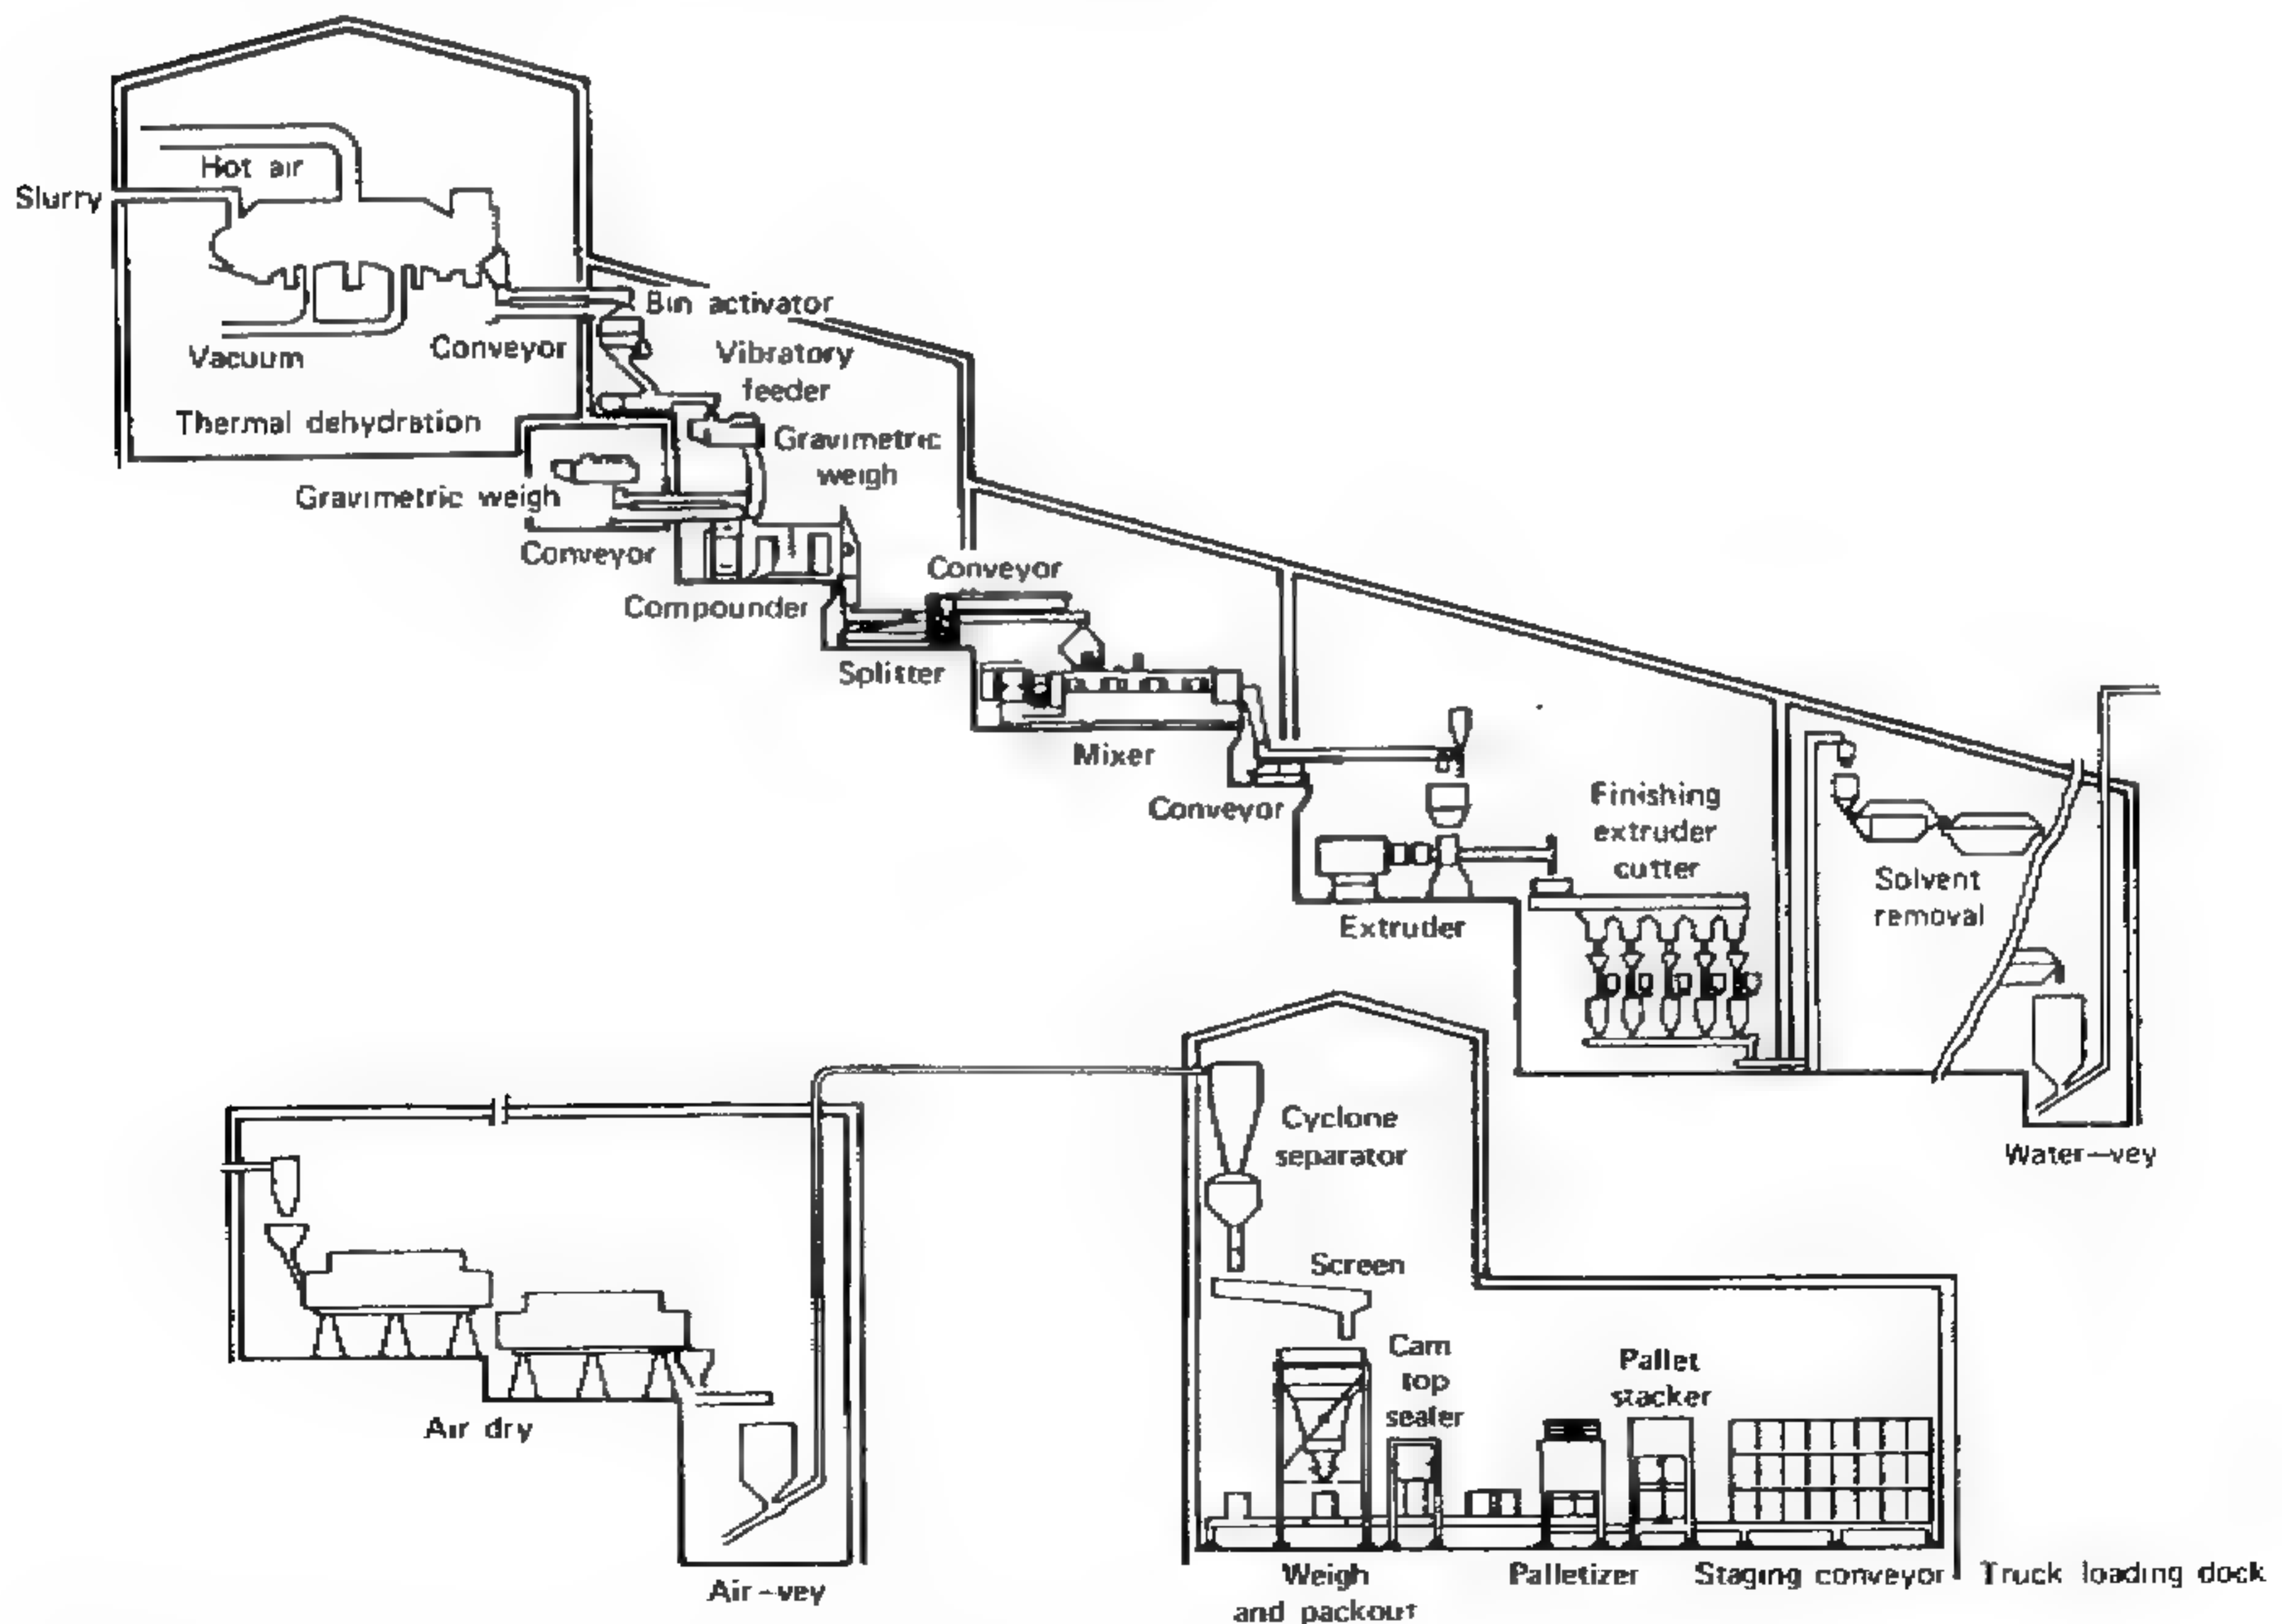 Hot air
Slurry
Bin activator
Vacuum
Conveyor
Vibratory
feeder
Thermal dehydration
Gravimetric
weigh
Gravimetric weigh
Conveyor
Conveyor
Compounder
Splitter
Mixer
Conveyor
Finishing
extruder
cutter
Solvent
removal
Extruder
Water-vey
Cyclone
separator
Screen
Cam
top
sealer
Pallet
stacker
Air dry
Air-vey
Weigh
and packout
Palletizer
Staging conveyor
Truck loading dock